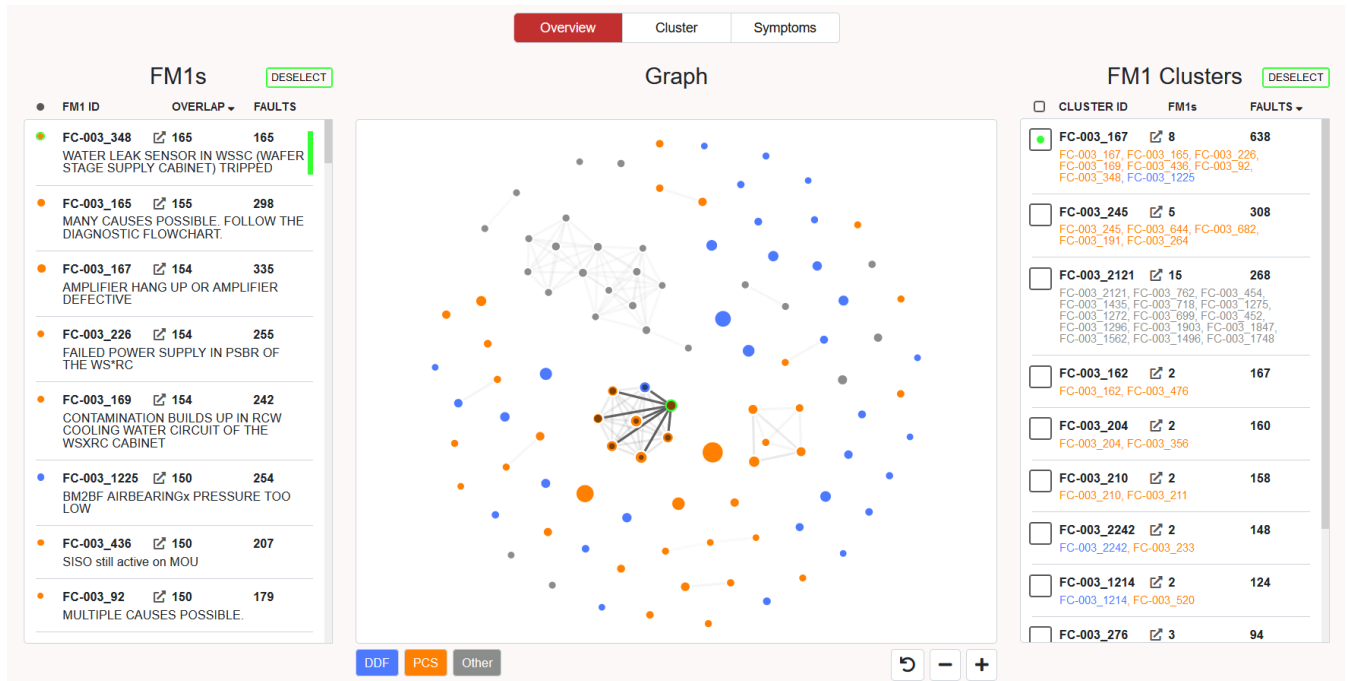 Overview Cluster Symptoms
FM1s DESELECT
FM1 ID OVERLAP FAULTS
FC-003_348 165 165
WATER LEAK SENSOR IN WSSC (WAFER
STAGE SUPPLY CABINET) TRIPPED
FC-003_165 155 298
MANY CAUSES POSSIBLE. FOLLOW THE
DIAGNOSTIC FLOWCHART.
FC-003_167 154 335
AMPLIFIER HANG UP OR AMPLIFIER
DEFECTIVE
FC-003_226 154 255
FAILED POWER SUPPLY IN PSBR OF
THE WS*RC
FC-003_169 154 242
CONTAMINATION BUILDS UP IN RCW
COOLING WATER CIRCUIT OF THE
WSXRC CABINET
FC-003_1225 150 254
BM2BF AIRBEARINGx PRESSURE TOO
LOW
FC-003_436 150 207
SISO still active on MOU
FC-003_92 150 179
MULTIPLE CAUSES POSSIBLE.
Graph
DDF PCS Other
FM1 Clusters DESELECT
CLUSTER ID FM1s FAULTS
FC-003_167 8 638
FC-003_167, FC-003_165, FC-003_226,
FC-003_169, FC-003_436, FC-003_92,
FC-003_348, FC-003_1225
FC-003_245 5 308
FC-003_245, FC-003_644, FC-003_682,
FC-003_191, FC-003_264
FC-003_2121 15 268
FC-003_2121, FC-003_762, FC-003_454,
FC-003_1435, FC-003_718, FC-003_1275,
FC-003_1272, FC-003_699, FC-003_452,
FC-003_1296, FC-003_1903, FC-003_1847,
FC-003_1562, FC-003_1496, FC-003_1748
FC-003_162 2 167
FC-003_162, FC-003_476
FC-003_204 2 160
FC-003_204, FC-003_356
FC-003_210 2 158
FC-003_210, FC-003_211
FC-003_2242 2 148
FC-003_2242, FC-003_233
FC-003_1214 2 124
FC-003_1214, FC-003_520
FC-003_276 3 94